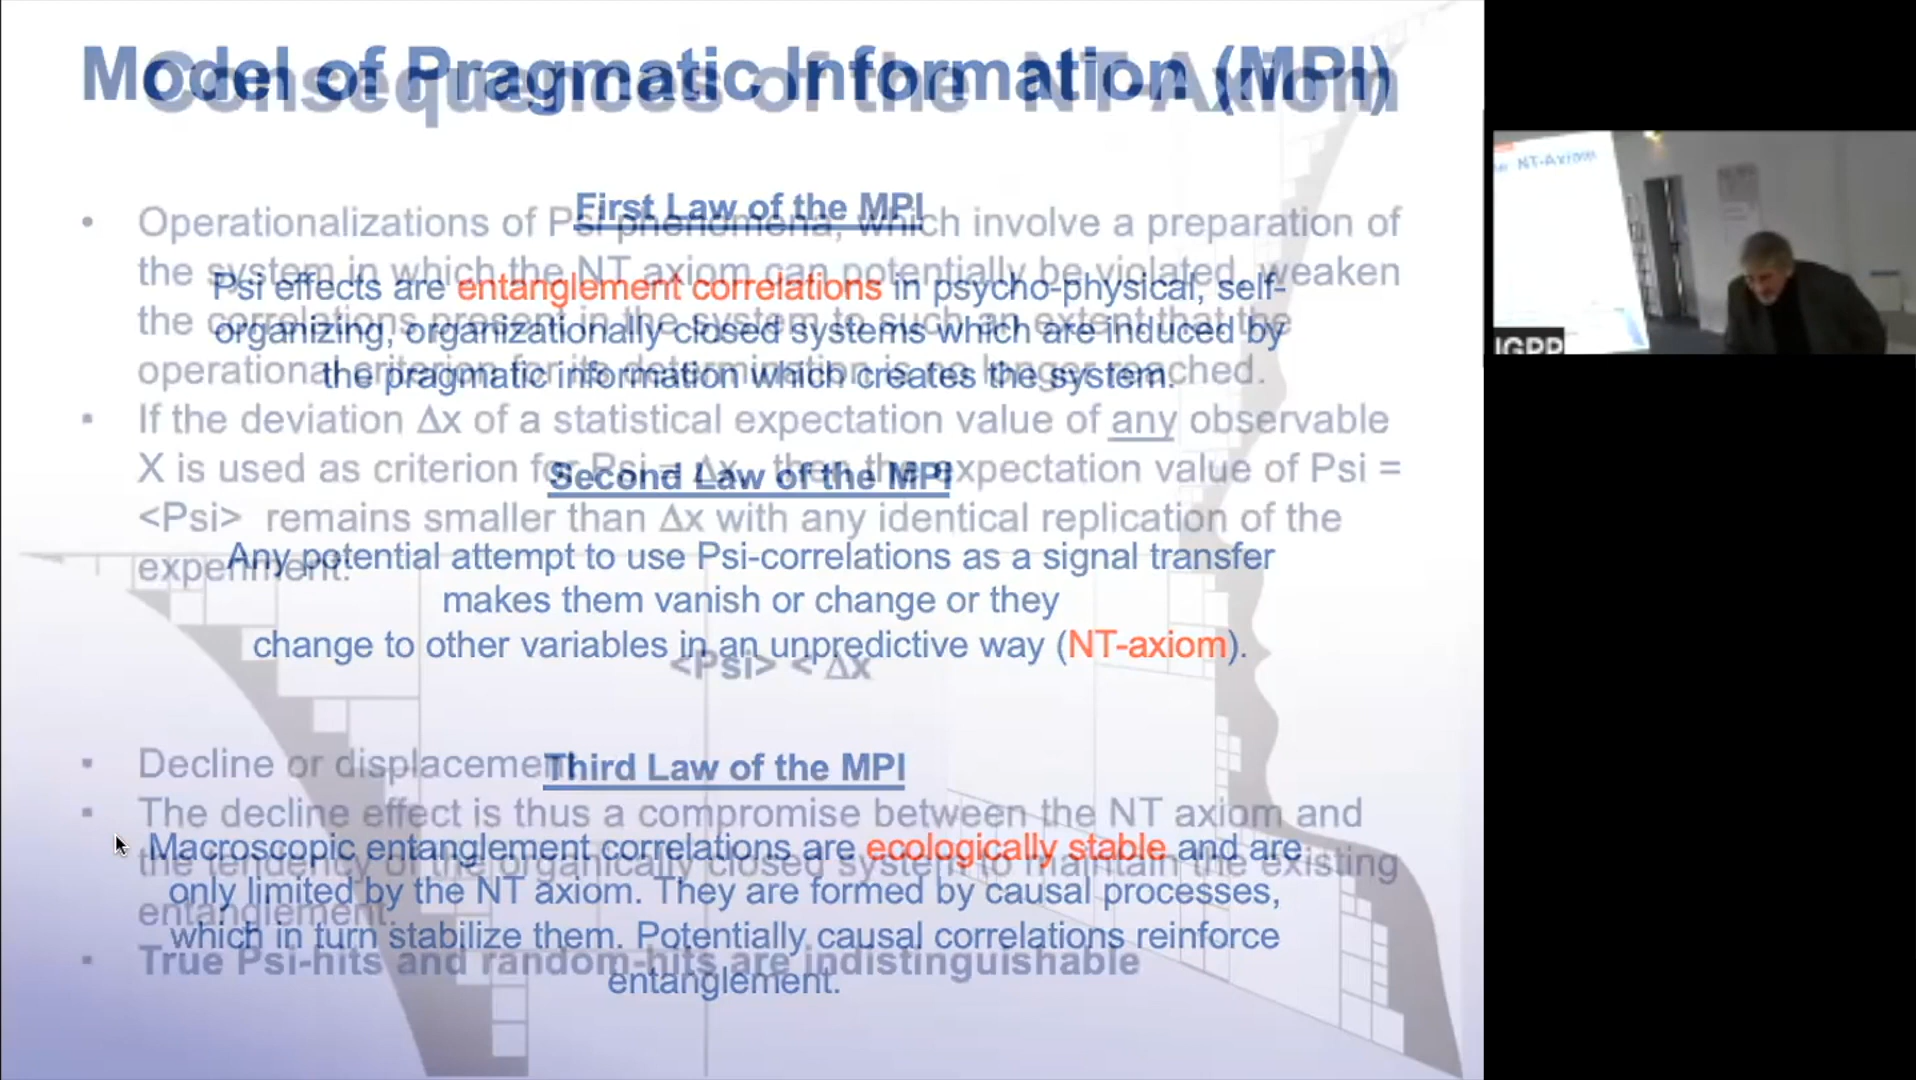 Model of Pragmatic Information (MPI)
First Law of the MPI
Psi effects are entanglement correlations in psycho-physical, self-
organizing, organizationally closed systems which are induced by
the pragmatic information which creates the system.
Second Law of the MPI
Any potential attempt to use Psi-correlations as a signal transfer
makes them vanish or change or they
change to other variables in an unpredictive way (NT-axiom).
Third Law of the MPI
Macroscopic entanglement correlations are ecologically stable and are
only limited by the NT axiom. They are formed by causal processes,
which in turn stabilize them. Potentially causal correlations reinforce
entanglement.
Consequences of the NT-Axiom
• Operationalizations of Psi phenomena, which involve a preparation of
the system in which the NT axiom can potentially be violated, weaken
the correlations present in the system to such an extent that the
operational criterion for its determination is no longer reached.
• If the deviation Δx of a statistical expectation value of any observable
X is used as criterion for Psi = Δx, then the expectation value of Psi =
<Psi> remains smaller than Δx with any identical replication of the
experiment.
<Psi> < Δx
• Decline or displacement
• The decline effect is thus a compromise between the NT axiom and
the tendency of the organically closed system to maintain the existing
entanglement.
• True Psi-hits and random-hits are indistinguishable
NT-Axiom
IGPP